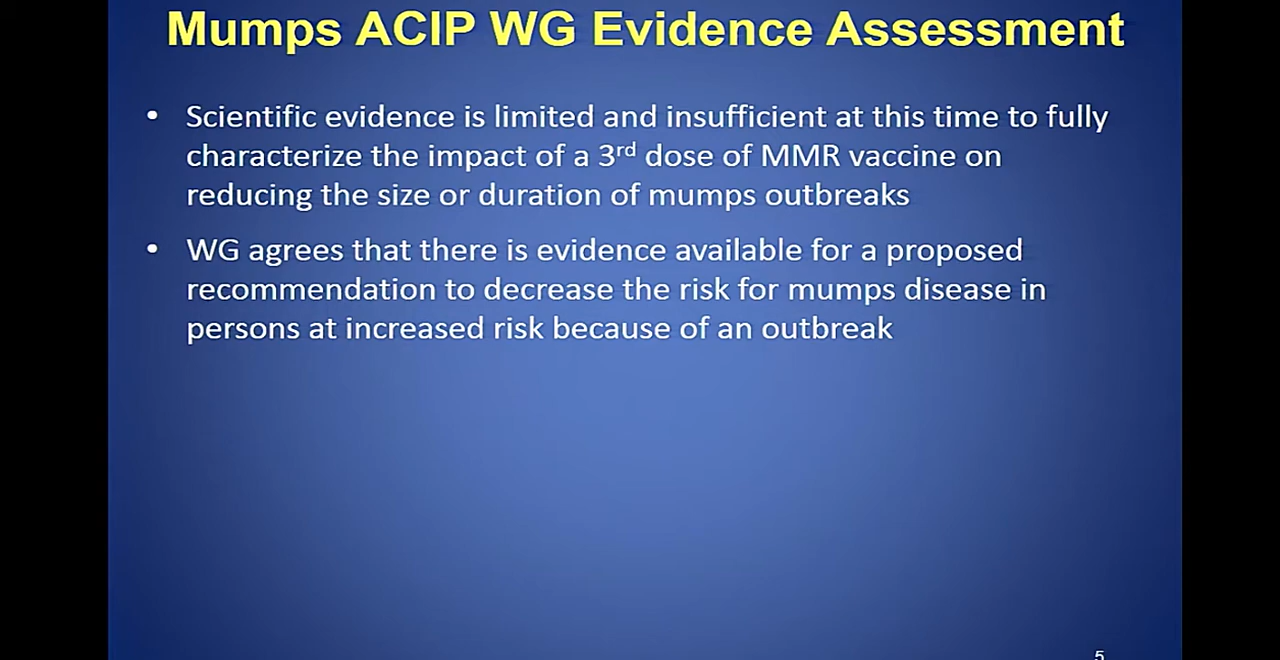 Mumps ACIP WG Evidence Assessment
• Scientific evidence is limited and insufficient at this time to fully
characterize the impact of a 3rd dose of MMR vaccine on
reducing the size or duration of mumps outbreaks
• WG agrees that there is evidence available for a proposed
recommendation to decrease the risk for mumps disease in
persons at increased risk because of an outbreak
5